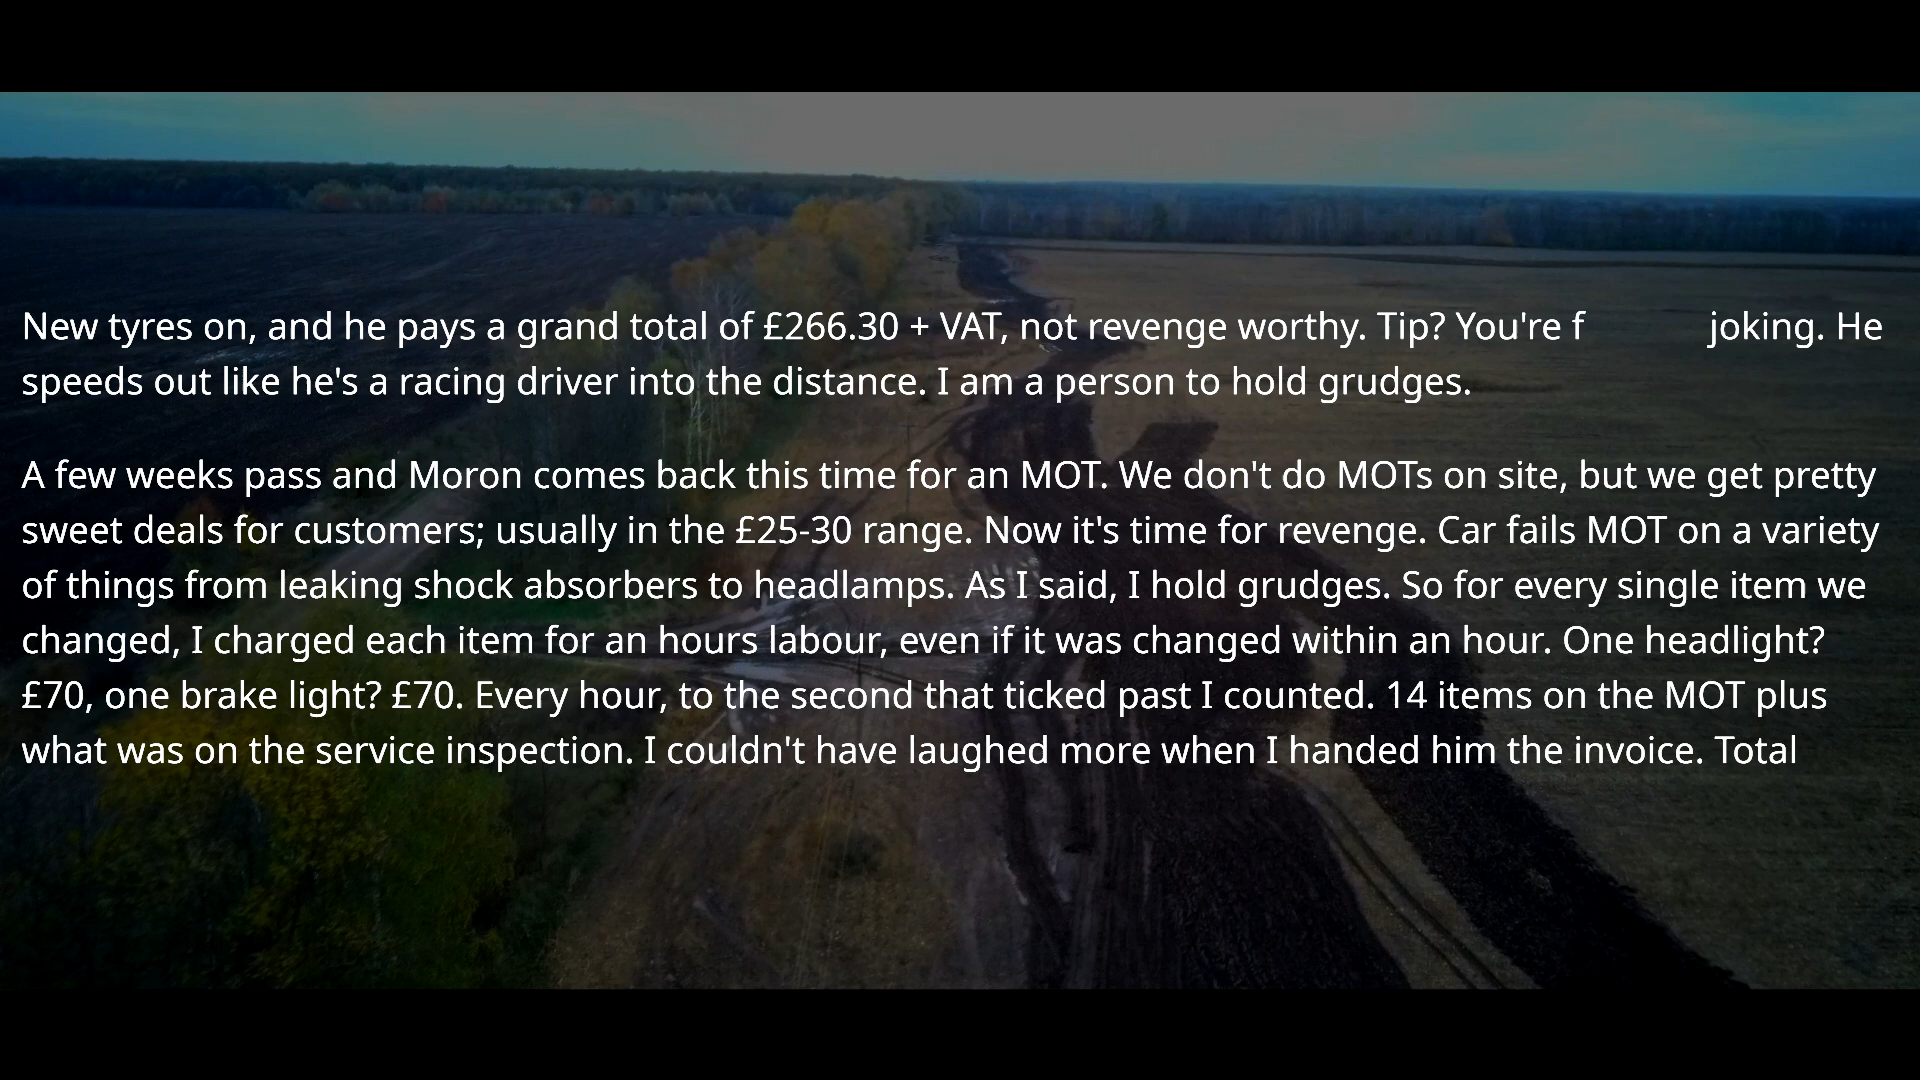 New tyres on, and he pays a grand total of £266.30 + VAT, not revenge worthy. Tip? You're f joking. He
speeds out like he's a racing driver into the distance. I am a person to hold grudges.
A few weeks pass and Moron comes back this time for an MOT. We don't do MOTs on site, but we get pretty
sweet deals for customers; usually in the £25-30 range. Now it's time for revenge. Car fails MOT on a variety
of things from leaking shock absorbers to headlamps. As I said, I hold grudges. So for every single item we
changed, I charged each item for an hours labour, even if it was changed within an hour. One headlight?
£70, one brake light? £70. Every hour, to the second that ticked past I counted. 14 items on the MOT plus
what was on the service inspection. I couldn't have laughed more when I handed him the invoice. Total